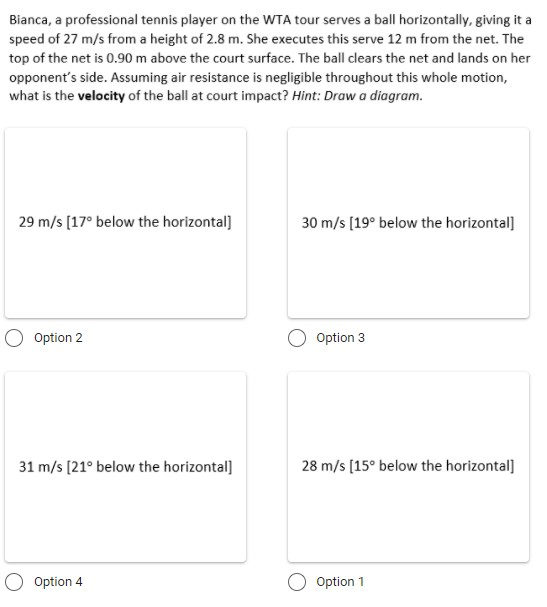 Bianca, a professional tennis player on the WTA tour serves a ball horizontally, giving it a
speed of 27 m/s from a height of 2.8 m. She executes this serve 12 m from the net. The
top of the net is 0.90 m above the court surface. The ball clears the net and lands on her
opponent's side. Assuming air resistance is negligible throughout this whole motion,
what is the velocity of the ball at court impact? Hint: Draw a diagram.
29 m/s [17° below the horizontal]
30 m/s [19° below the horizontal]
Option 2
Option 3
31 m/s [21° below the horizontal]
28 m/s [15° below the horizontal]
Option 4
Option 1